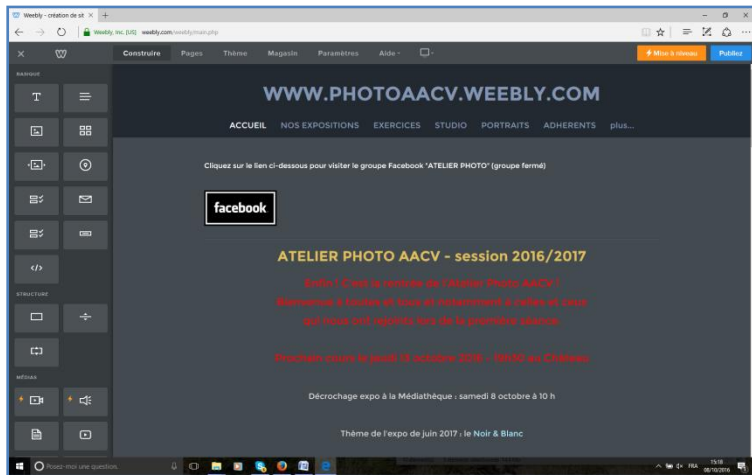 Weebly - création de sit
Weebly, Inc. [US] weebly.com/weebly/main.php
Construire Pages Thème Magasin Paramètres Aide
Mise à niveau Publiez
BASIQUE
STRUCTURE
MÉDIAS
WWW.PHOTOAACV.WEEBLY.COM
ACCUEIL NOS EXPOSITIONS EXERCICES STUDIO PORTRAITS ADHERENTS plus...
Cliquez sur le lien ci-dessous pour visiter le groupe Facebook "ATELIER PHOTO" (groupe fermé)
facebook
ATELIER PHOTO AACV - session 2016/2017
Enfin ! C'est la rentrée de l'Atelier Photo AACV !
Bienvenue à toutes et tous et notamment à celles et ceux
qui nous ont rejoints lors de la première séance.
Prochain cours le jeudi 13 octobre 2016 - 19H00 au Château
Décrochage expo à la Médiathèque : samedi 8 octobre à 10 h
Thème de l'expo de juin 2017 : le Noir & Blanc
Posez-moi une question.
FRA
15:18
08/10/2016